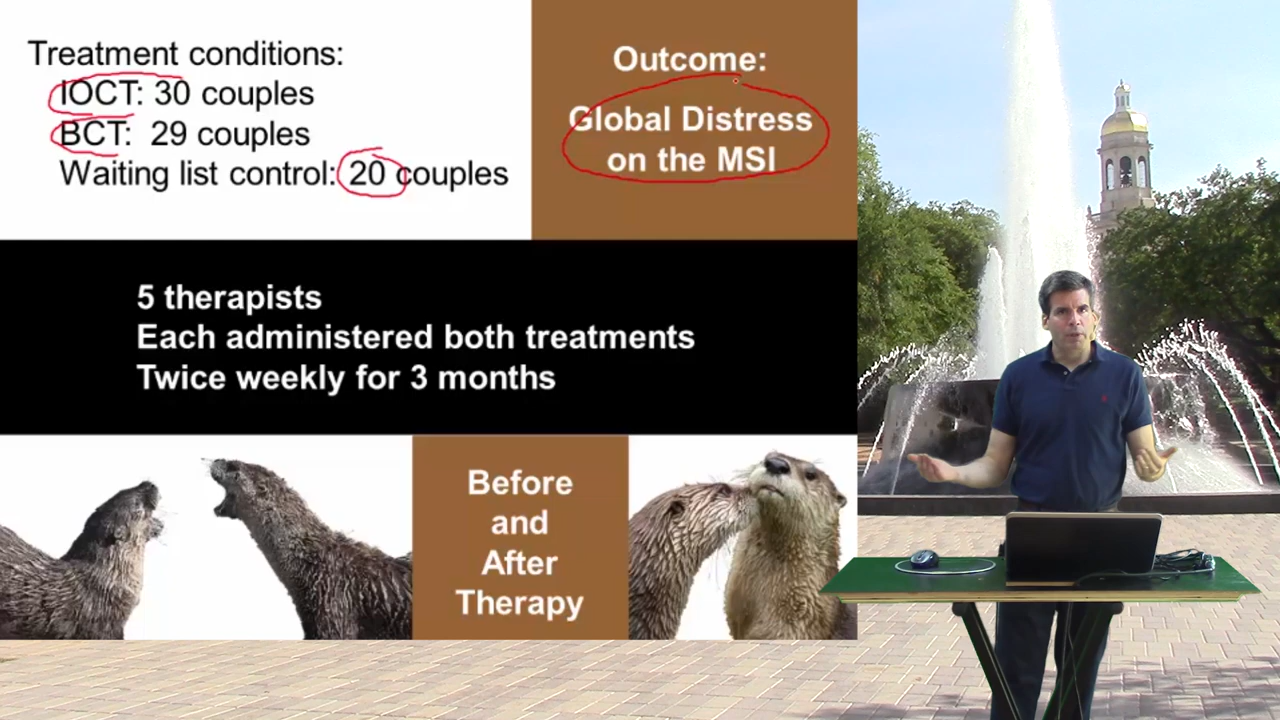 Treatment conditions:
IOCT: 30 couples
BCT: 29 couples
Waiting list control: 20 couples
Outcome:
Global Distress
on the MSI
5 therapists
Each administered both treatments
Twice weekly for 3 months
Before
and
After
Therapy